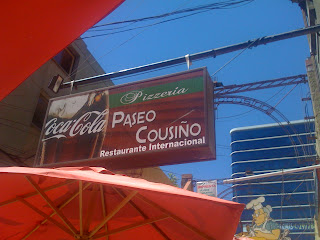 Pizzeria
Coca-Cola
PASEO
COUSIÑO
Restaurante Internacional